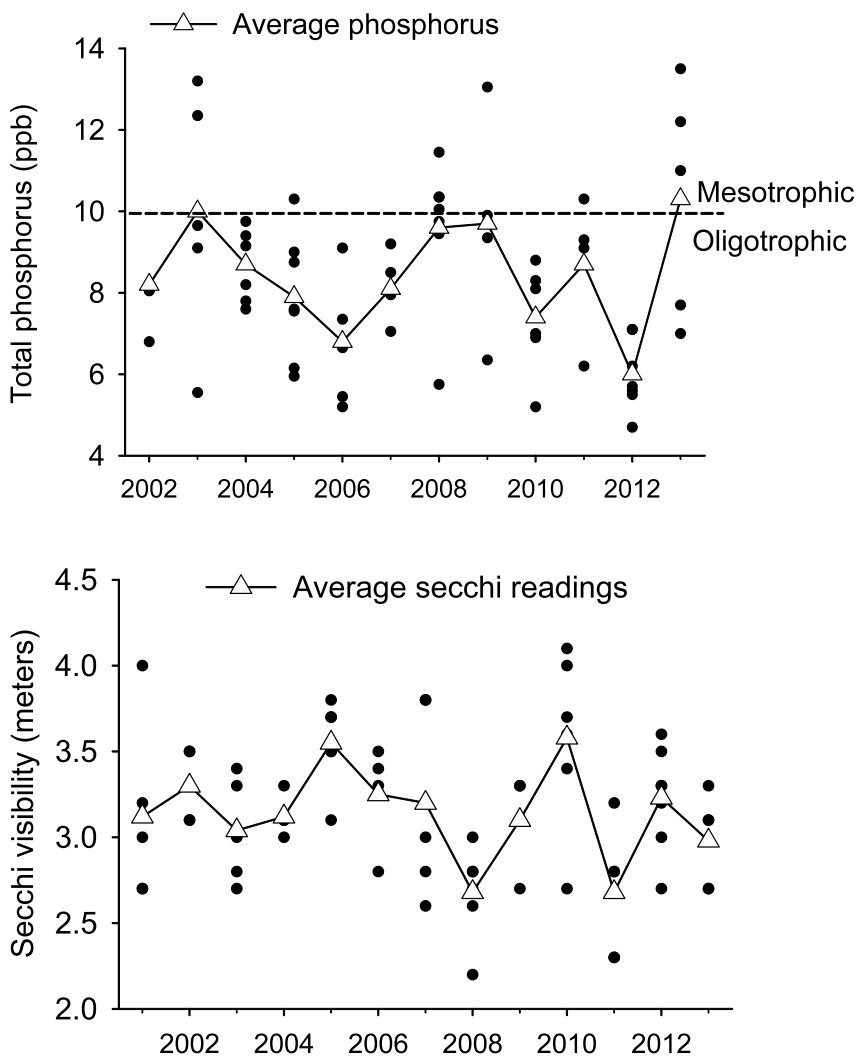 Average phosphorus
14
12
10
8
6
4
Total phosphorus (ppb)
Mesotrophic
Oligotrophic
2002 2004 2006 2008 2010 2012
Average secchi readings
4.5
4.0
3.5
3.0
2.5
2.0
Secchi visibility (meters)
2002 2004 2006 2008 2010 2012